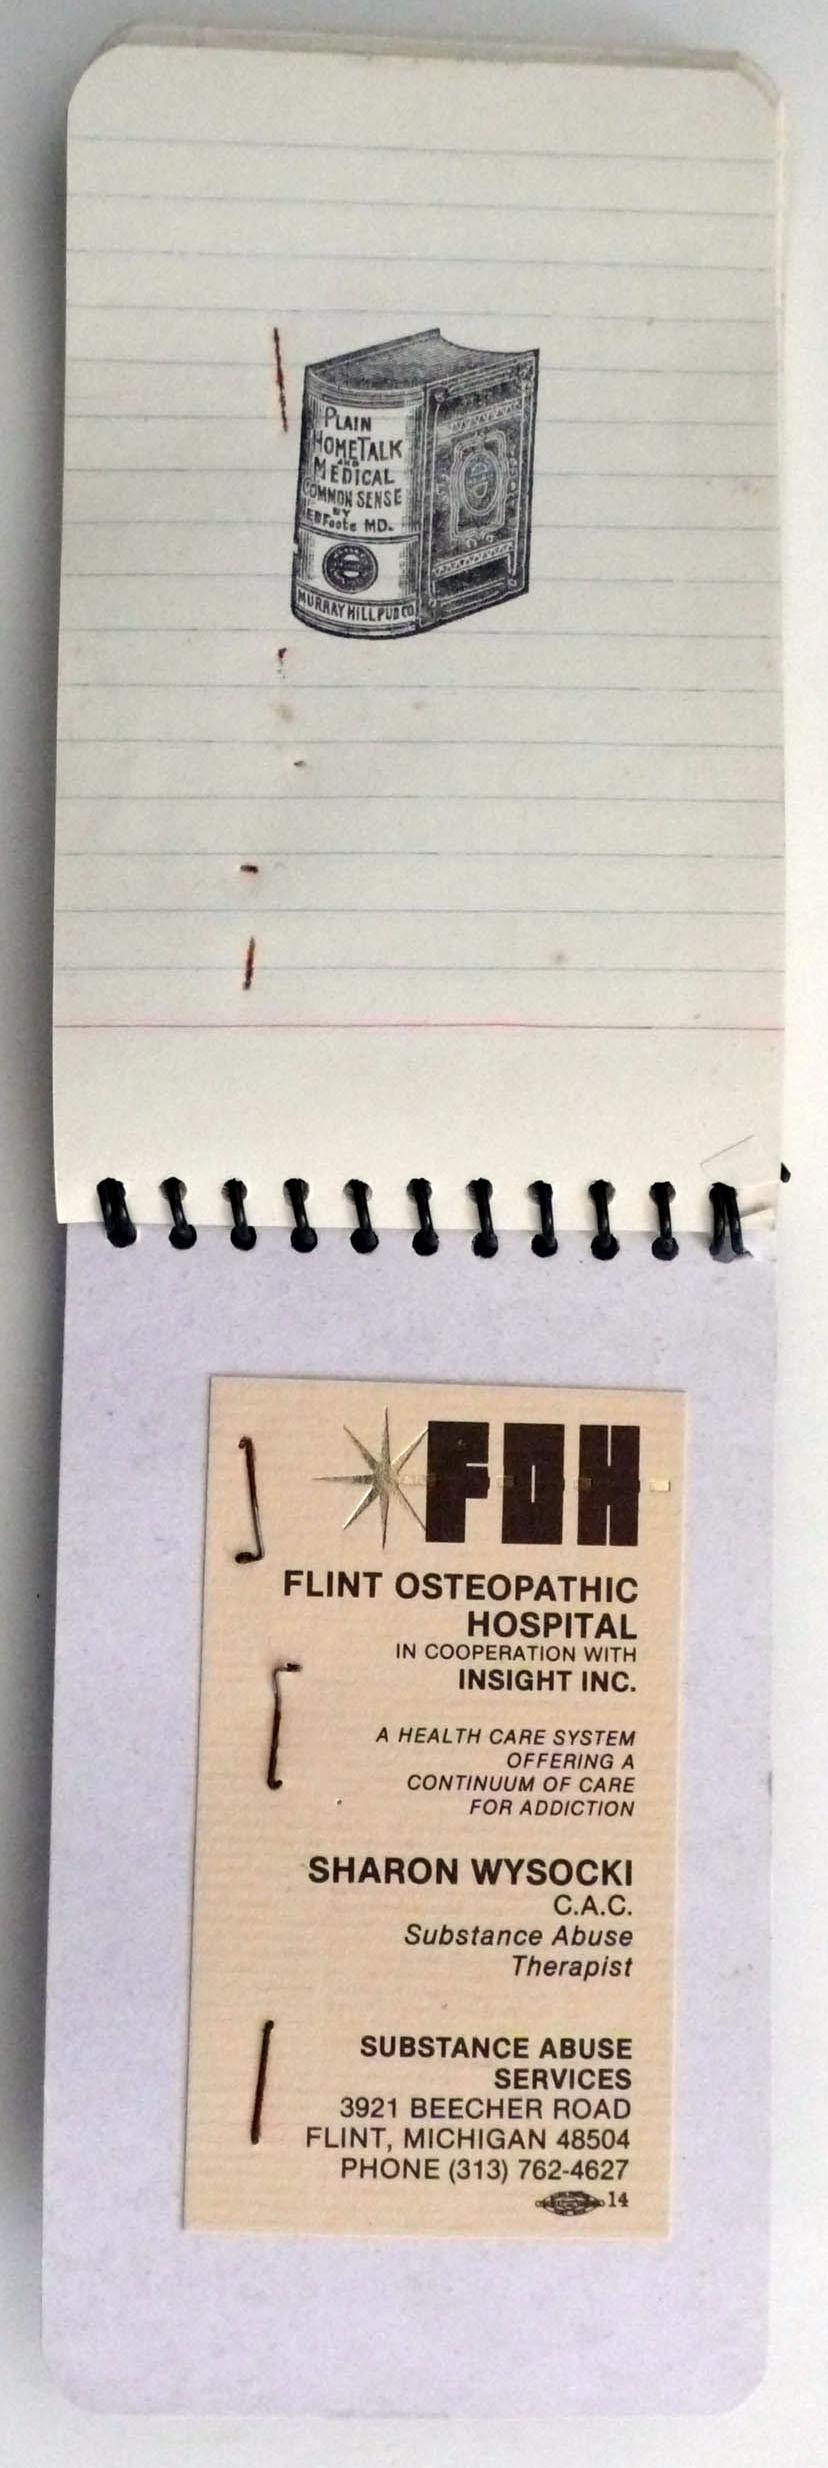 PLAIN
HOME TALK
AND
MEDICAL
COMMON SENSE
BY
EB Foote MD.
MURRAY HILL PUB CO
FOH
FLINT OSTEOPATHIC
HOSPITAL
IN COOPERATION WITH
INSIGHT INC.
A HEALTH CARE SYSTEM
OFFERING A
CONTINUUM OF CARE
FOR ADDICTION
SHARON WYSOCKI
C.A.C.
Substance Abuse
Therapist
SUBSTANCE ABUSE
SERVICES
3921 BEECHER ROAD
FLINT, MICHIGAN 48504
PHONE (313) 762-4627
14